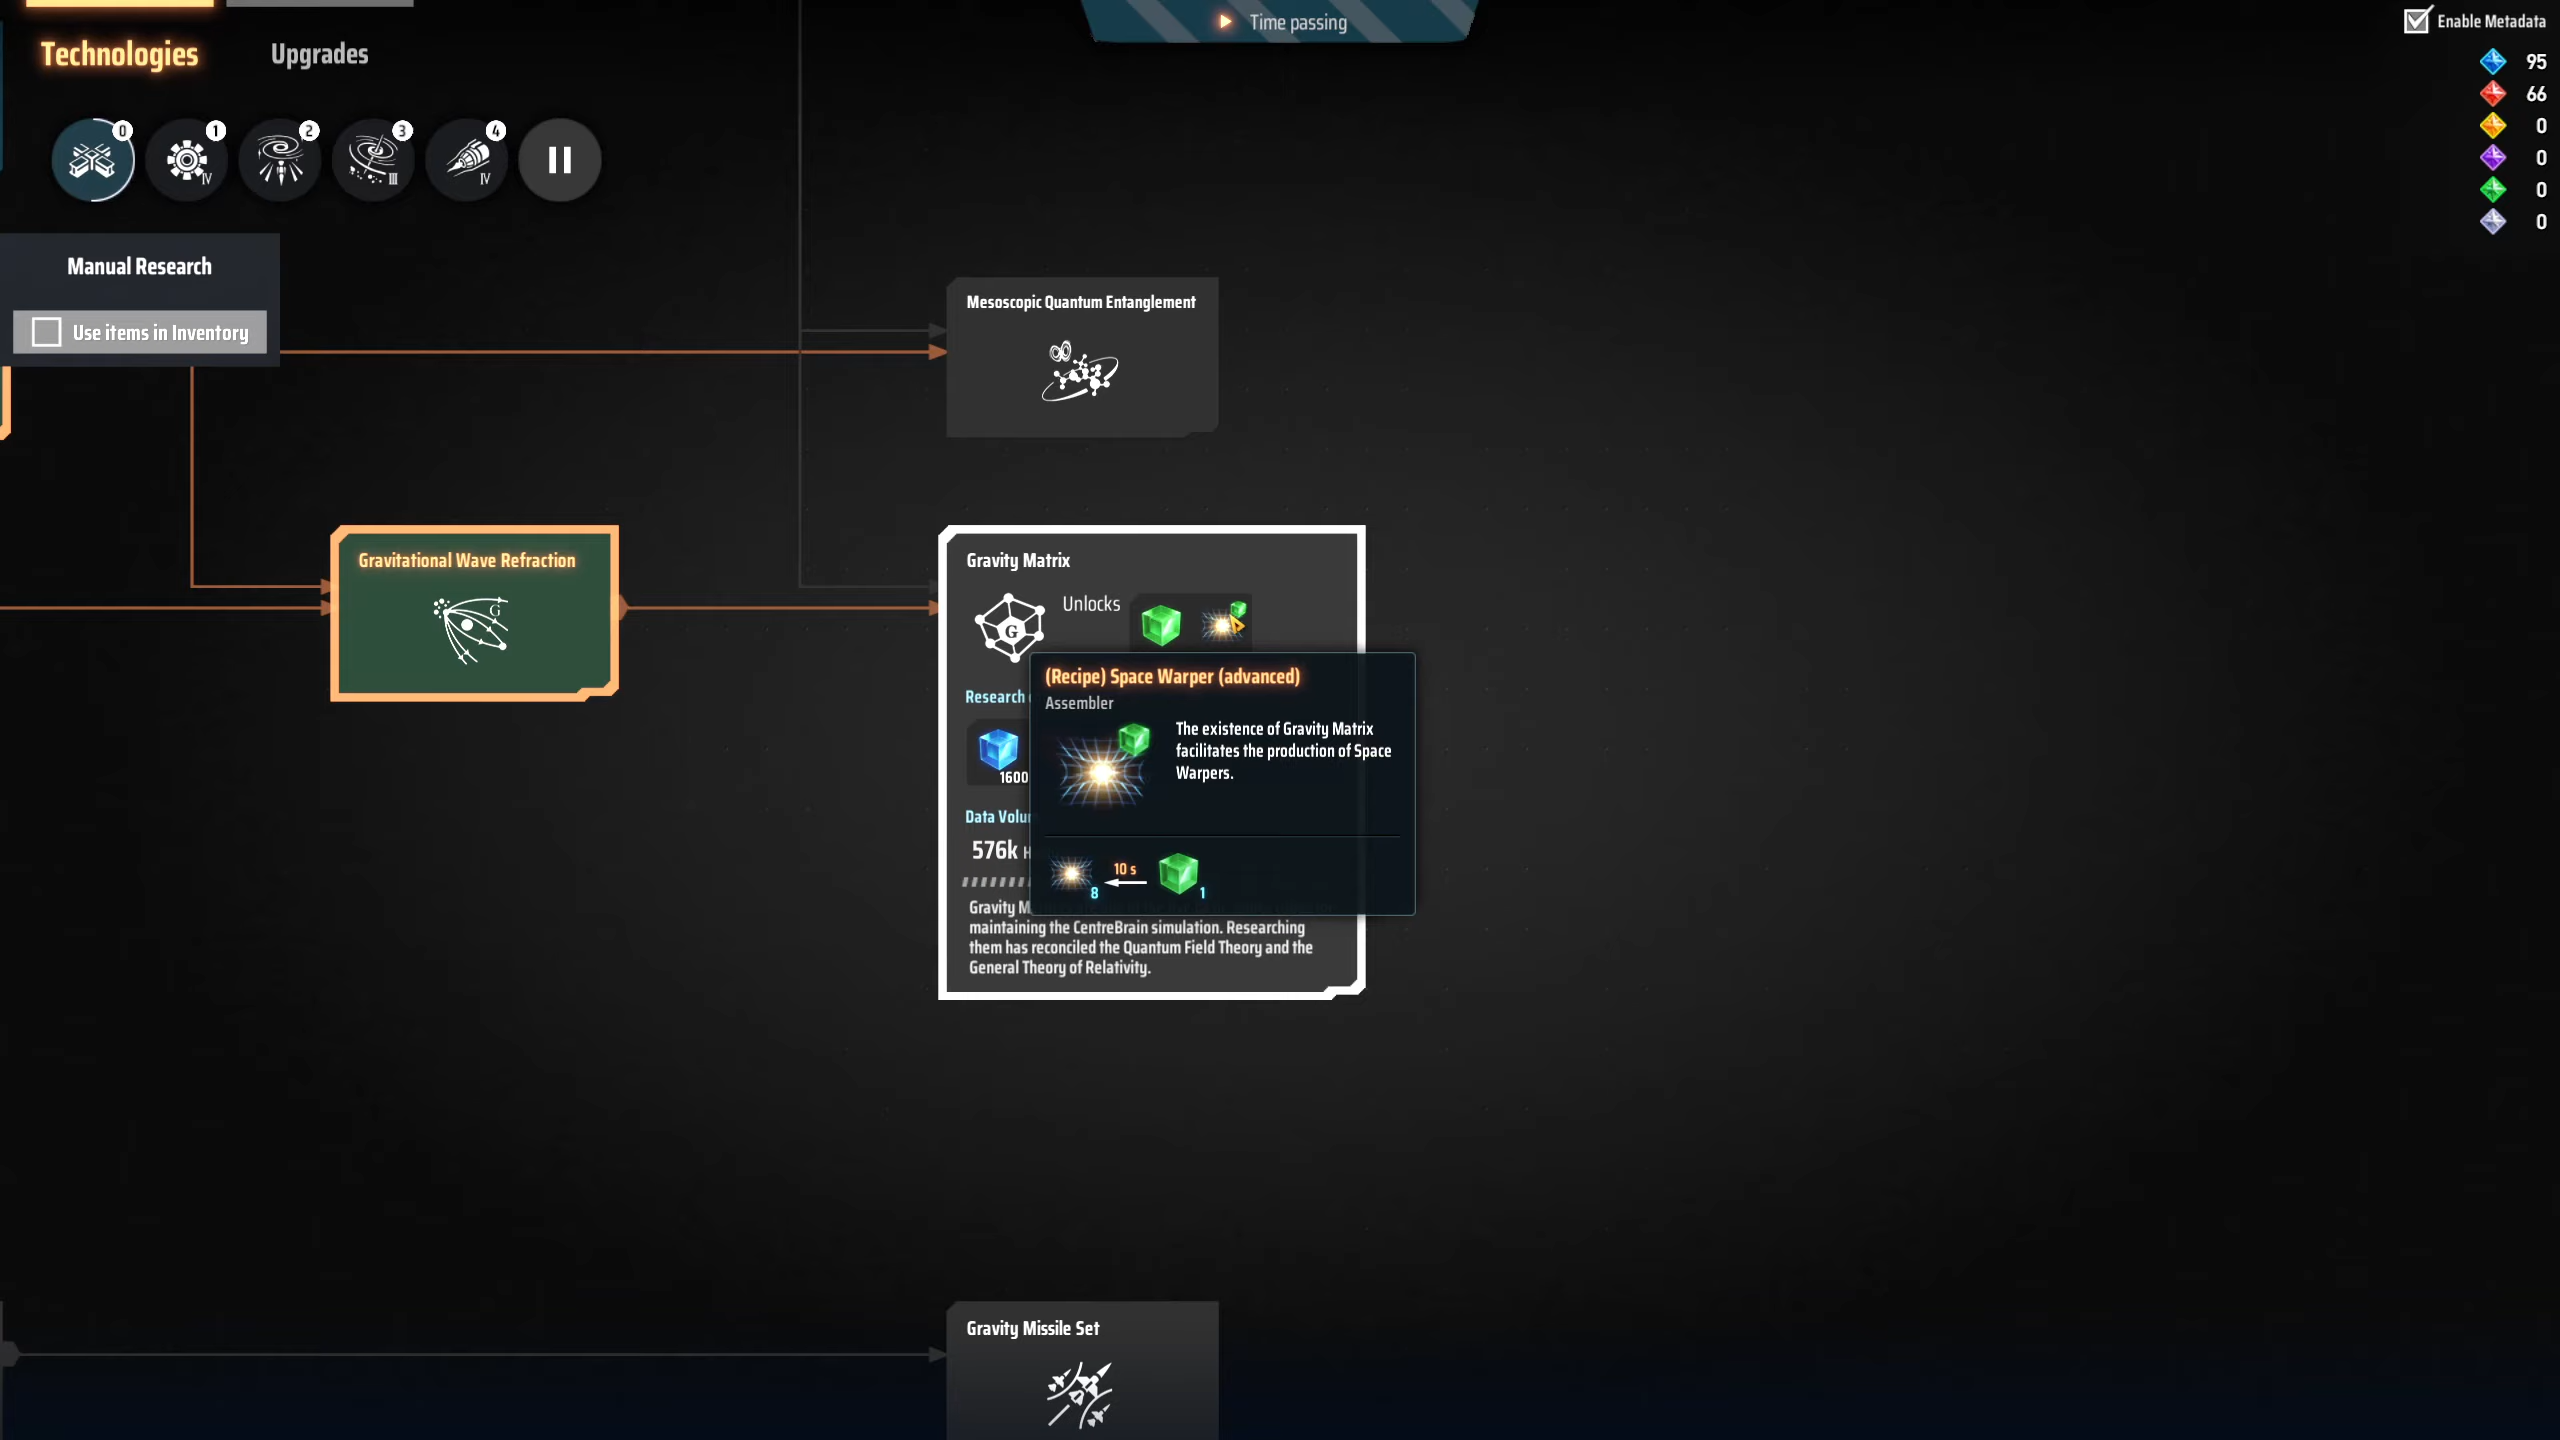 Time passing
Enable Metadata
Technologies
Upgrades
95
66
0
0
0
0
0
1
2
3
4
IV
III
IV
Manual Research
Use items in Inventory
Mesoscopic Quantum Entanglement
Gravitational Wave Refraction
G
Gravity Matrix
Unlocks
G
(Recipe) Space Warper (advanced)
Assembler
Research
The existence of Gravity Matrix
facilitates the production of Space
Warpers.
1600
Data Volu
576k H
10 s
8
1
Gravity M
maintaining the CentreBrain simulation. Researching
them has reconciled the Quantum Field Theory and the
General Theory of Relativity.
Gravity Missile Set